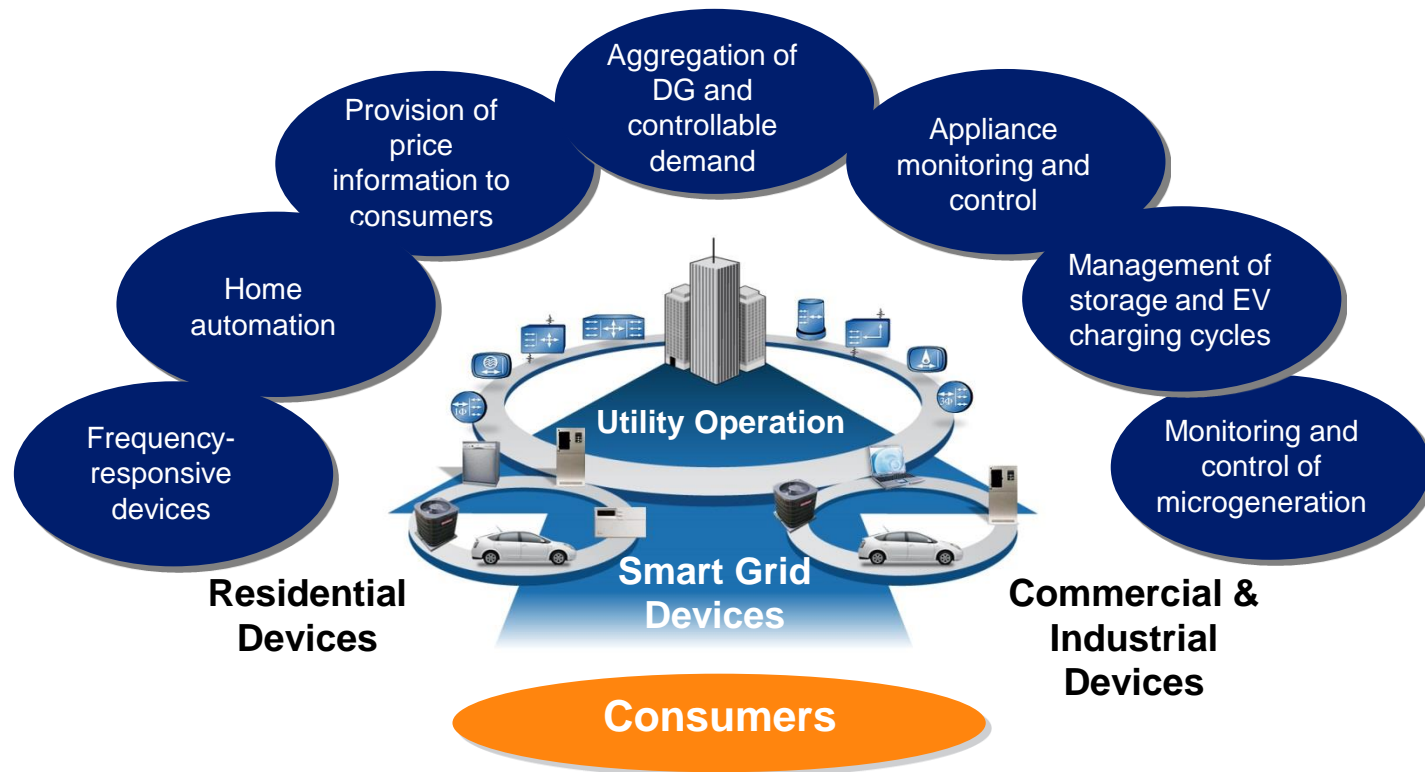 Aggregation of
DG and
controllable
demand
Provision of
price
information to
consumers
Appliance
monitoring and
control
Home
automation
Management of
storage and EV
charging cycles
Frequency-
responsive
devices
Monitoring and
control of
microgeneration
1Φ
3Φ
Utility Operation
Smart Grid
Devices
Residential
Devices
Commercial &
Industrial
Devices
Consumers